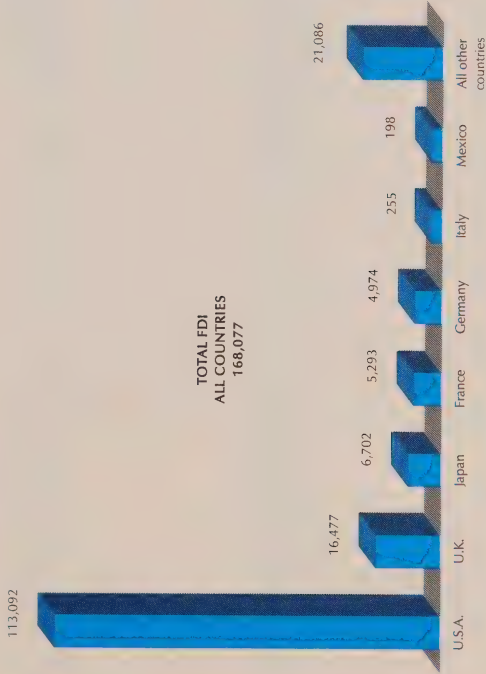 113,092
16,477
6,702
5,293
4,974
255
198
21,086
TOTAL FDI
ALL COUNTRIES
168,077
U.S.A.
U.K.
Japan
France
Germany
Italy
Mexico
All other
countries